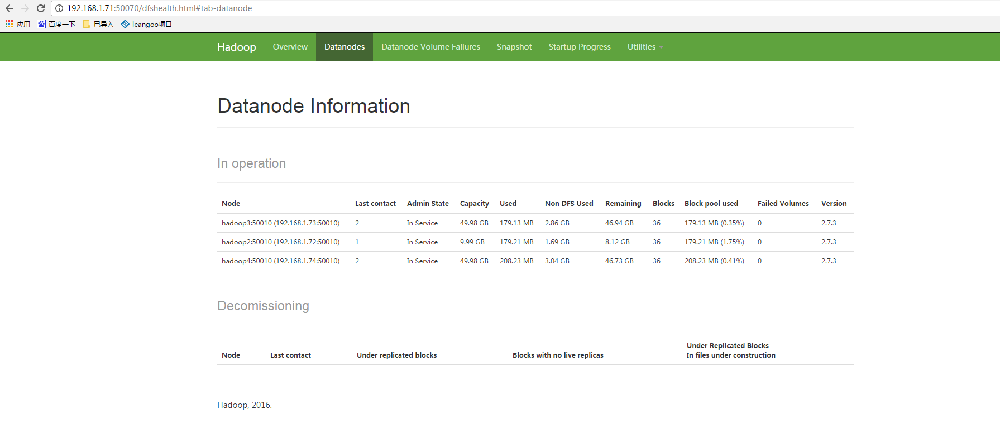 192.168.1.71:50070/dfshealth.html#tab-datanode
应用 百度一下 已导入 leangoo项目
Hadoop Overview Datanodes Datanode Volume Failures Snapshot Startup Progress Utilities
Datanode Information
In operation
Node Last contact Admin State Capacity Used Non DFS Used Remaining Blocks Block pool used Failed Volumes Version
hadoop3:50010 (192.168.1.73:50010) 2 In Service 49.98 GB 179.13 MB 2.86 GB 46.94 GB 36 179.13 MB (0.35%) 0 2.7.3
hadoop2:50010 (192.168.1.72:50010) 1 In Service 9.99 GB 179.21 MB 1.69 GB 8.12 GB 36 179.21 MB (1.75%) 0 2.7.3
hadoop4:50010 (192.168.1.74:50010) 2 In Service 49.98 GB 208.23 MB 3.04 GB 46.73 GB 36 208.23 MB (0.41%) 0 2.7.3
Decomissioning
Node Last contact Under replicated blocks Blocks with no live replicas Under Replicated Blocks
In files under construction
Hadoop, 2016.